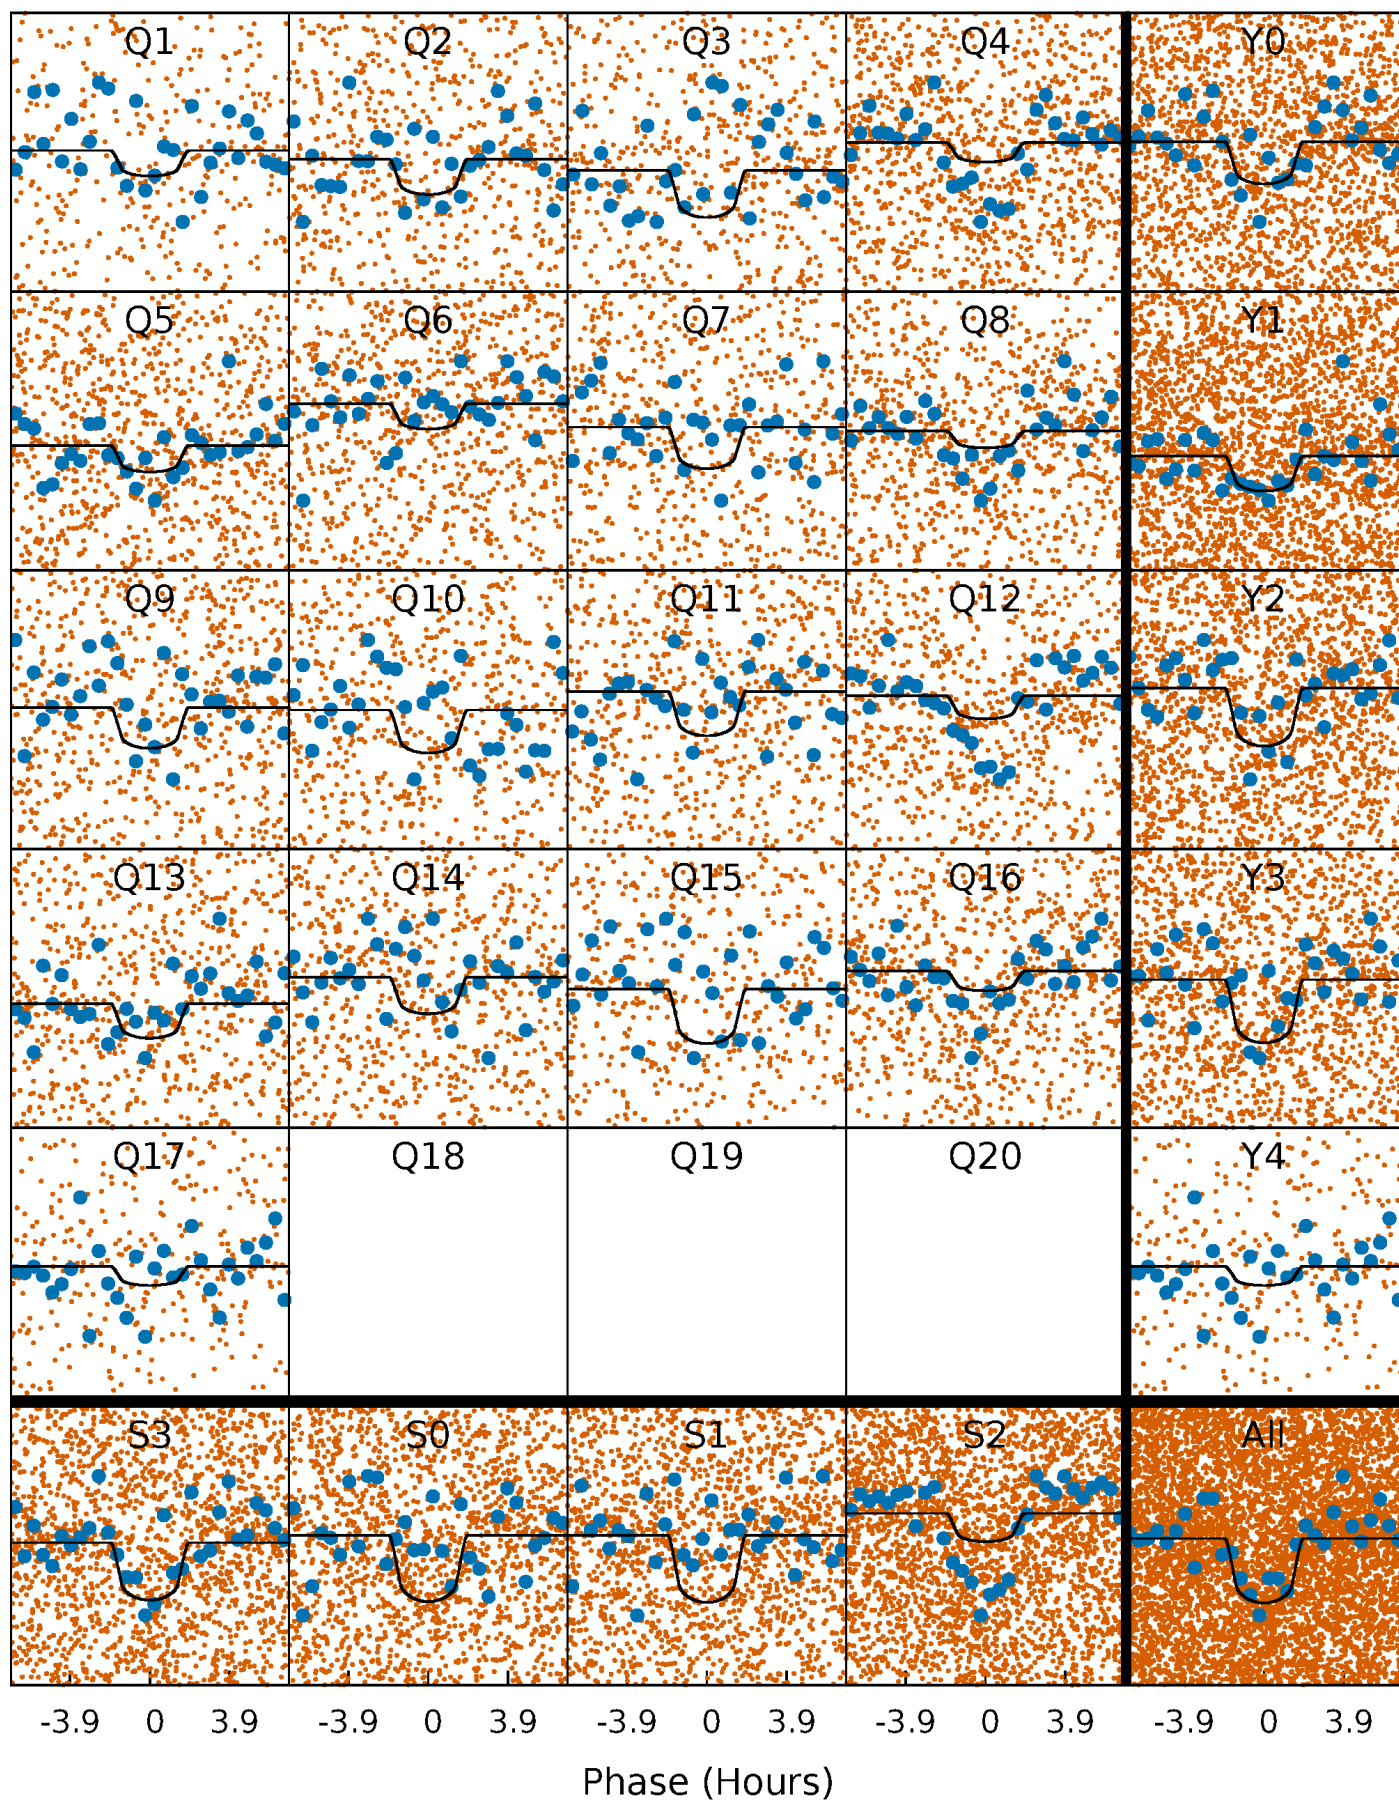 Q1 Q2 Q3 Q4 Y0
Q5 Q6 Q7 Q8 Y1
Q9 Q10 Q11 Q12 Y2
Q13 Q14 Q15 Q16 Y3
Q17 Q18 Q19 Q20 Y4
S3 S0 S1 S2 All
-3.9 0 3.9 -3.9 0 3.9 -3.9 0 3.9 -3.9 0 3.9 -3.9 0 3.9
Phase (Hours)